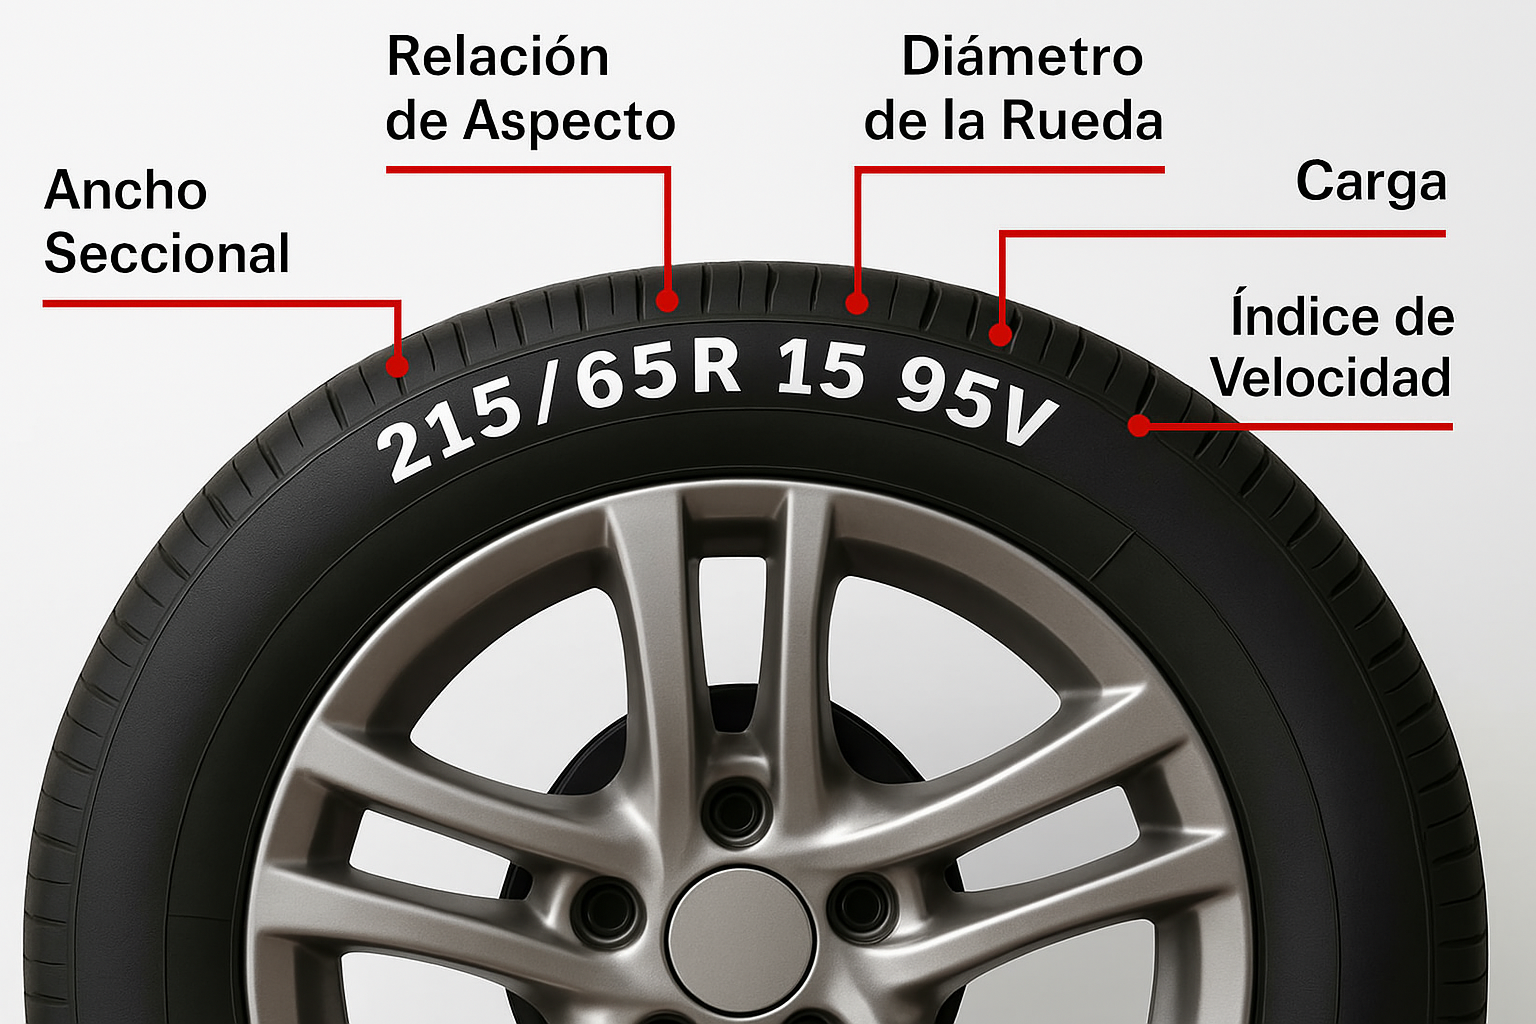 Relación
de Aspecto
Diámetro
de la Rueda
Ancho
Seccional
Carga
Índice de
Velocidad
215/65R 15 95V